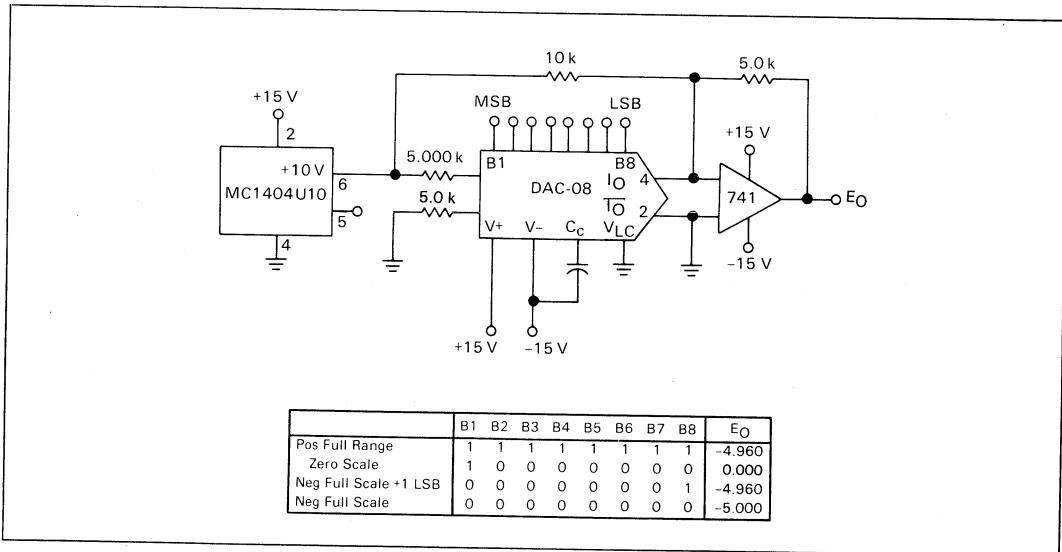 10 k
5.0 k
+15 V
2
MSB
LSB
+15 V
+10 V
6
MC1404U10
5
4
5.000 k
5.0 k
B1
B8
DAC-08
IO
4
IO
2
V+
V–
CC
VLC
741
EO
–15 V
+15 V
–15 V
B1 B2 B3 B4 B5 B6 B7 B8 EO
Pos Full Range 1 1 1 1 1 1 1 1 –4.960
Zero Scale 1 0 0 0 0 0 0 0 0.000
Neg Full Scale +1 LSB 0 0 0 0 0 0 0 1 –4.960
Neg Full Scale 0 0 0 0 0 0 0 0 –5.000